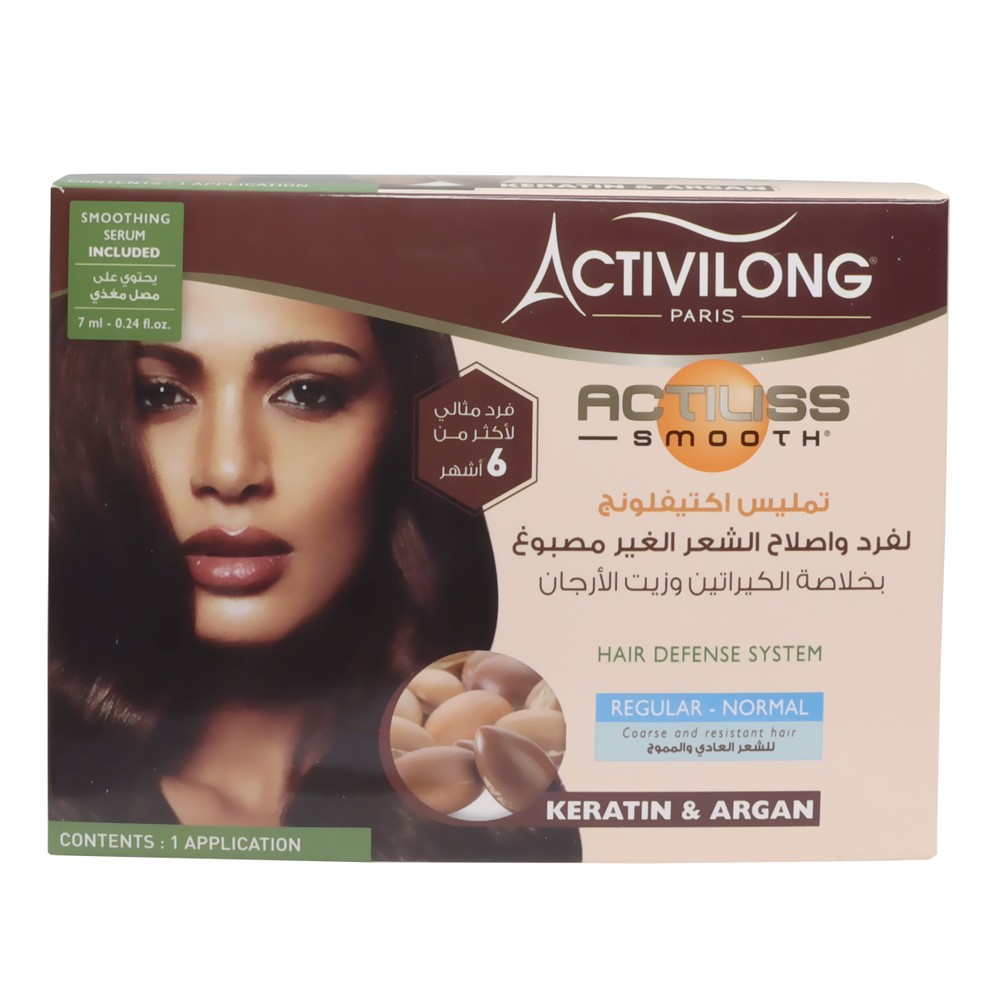 CONTENTS : 1 APPLICATION
KERATIN & ARGAN
SMOOTHING
SERUM
INCLUDED
يحتوي على
مصل مغذي
7 ml - 0.24 fl.oz.
ACTIVILONG®
PARIS
ACTILISS
SMOOTH®
فرد مثالي
لأكثر من
6 أشهر
تمليس اكتيفلونج
لفرد واصلاح الشعر الغير مصبوغ
بخلاصة الكيراتين وزيت الأرجان
HAIR DEFENSE SYSTEM
REGULAR - NORMAL
Coarse and resistant hair
للشعر العادي والمموج
KERATIN & ARGAN
CONTENTS : 1 APPLICATION